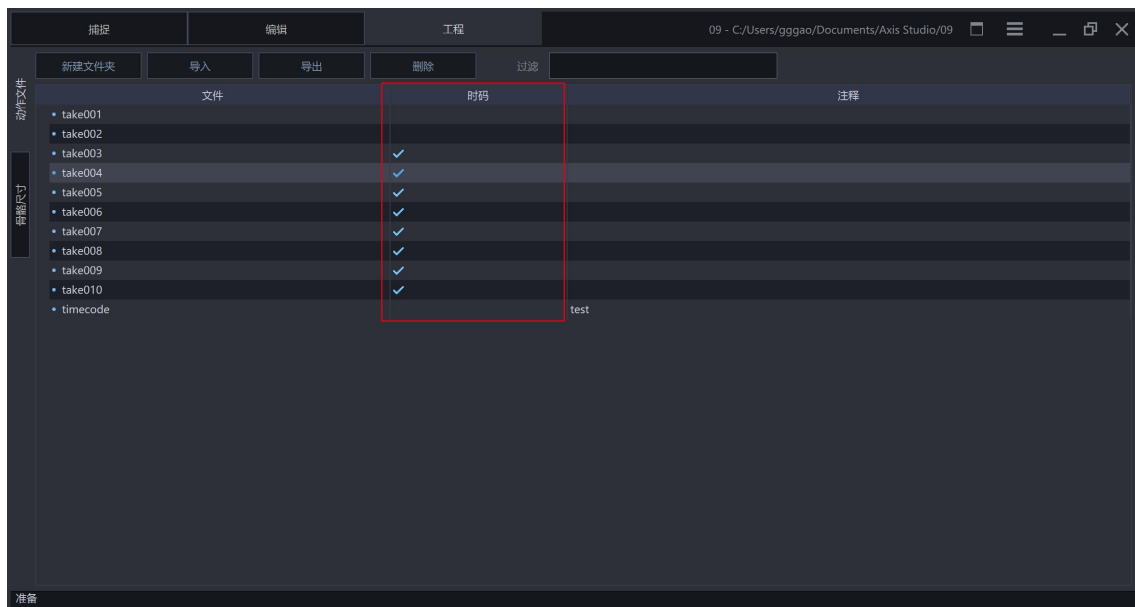 捕捉 编辑 工程 09 - C:/Users/gggao/Documents/Axis Studio/09
新建文件夹 导入 导出 删除 过滤
动作文件
骨骼尺寸
文件 时码 注释
take001
take002
take003
take004
take005
take006
take007
take008
take009
take010
timecode test
准备